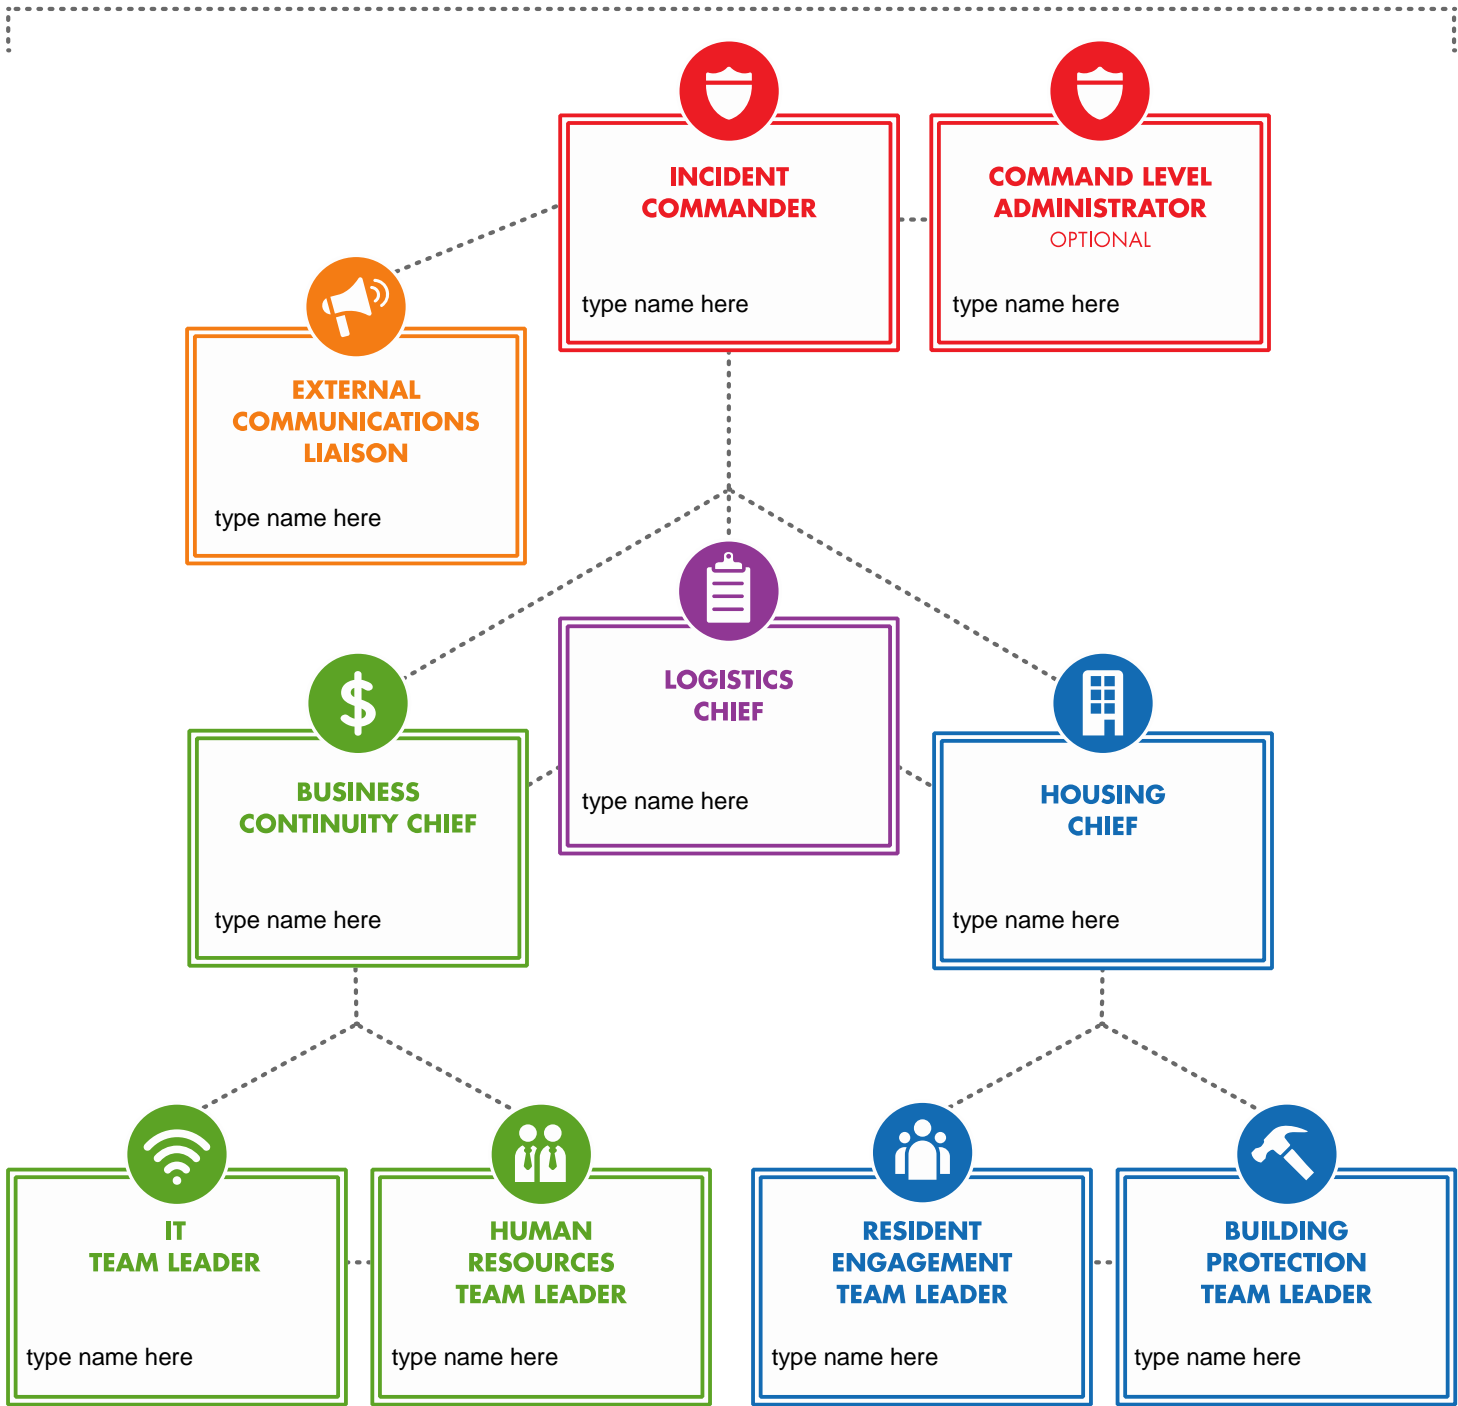 INCIDENT
COMMANDER
type name here
COMMAND LEVEL
ADMINISTRATOR
OPTIONAL
type name here
EXTERNAL
COMMUNICATIONS
LIAISON
type name here
LOGISTICS
CHIEF
type name here
BUSINESS
CONTINUITY CHIEF
type name here
HOUSING
CHIEF
type name here
IT
TEAM LEADER
type name here
HUMAN
RESOURCES
TEAM LEADER
type name here
RESIDENT
ENGAGEMENT
TEAM LEADER
type name here
BUILDING
PROTECTION
TEAM LEADER
type name here